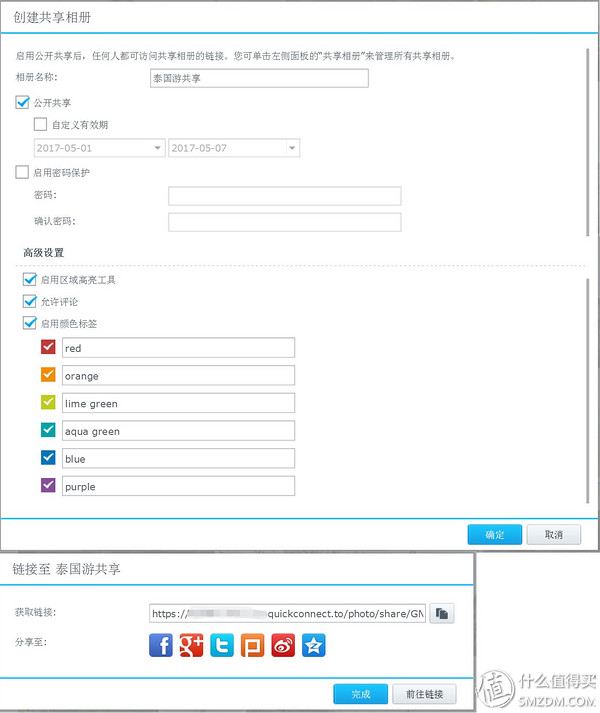 创建共享相册
启用公开共享后，任何人都可访问共享相册的链接。您可单击左侧面板的“共享相册”来管理所有共享相册。
相册名称:
泰国游共享
公开共享
自定义有效期
2017-05-01
2017-05-07
启用密码保护
密码:
确认密码:
高级设置
启用区域高亮工具
允许评论
启用颜色标签
red
orange
lime green
aqua green
blue
purple
确定
取消
链接至 泰国游共享
获取链接:
https://
quickconnect.to/photo/share/GN
分享至:
完成
前往链接
值 什么值得买
SMZDM.COM